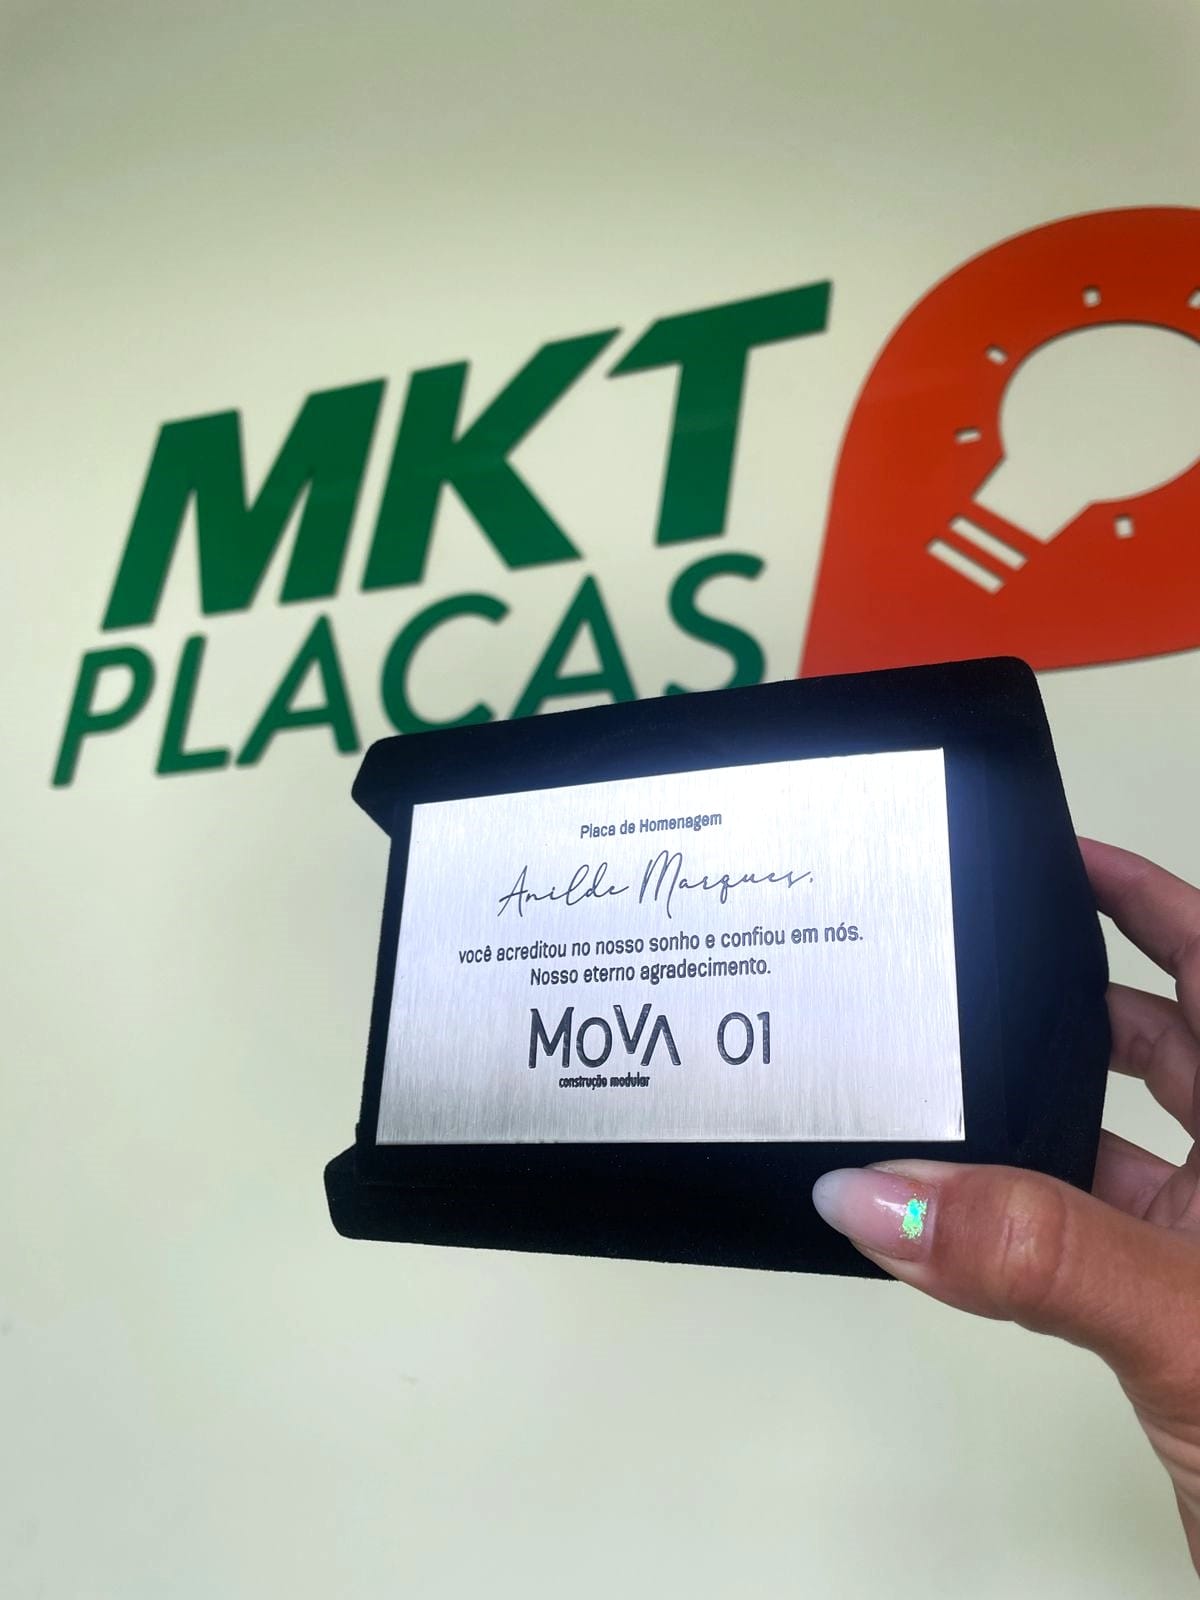 MKT
PLACAS
Placa de Homenagem
Anilde Marques,
você acreditou no nosso sonho e confiou em nós.
Nosso eterno agradecimento.
MOVA 01
construção modular